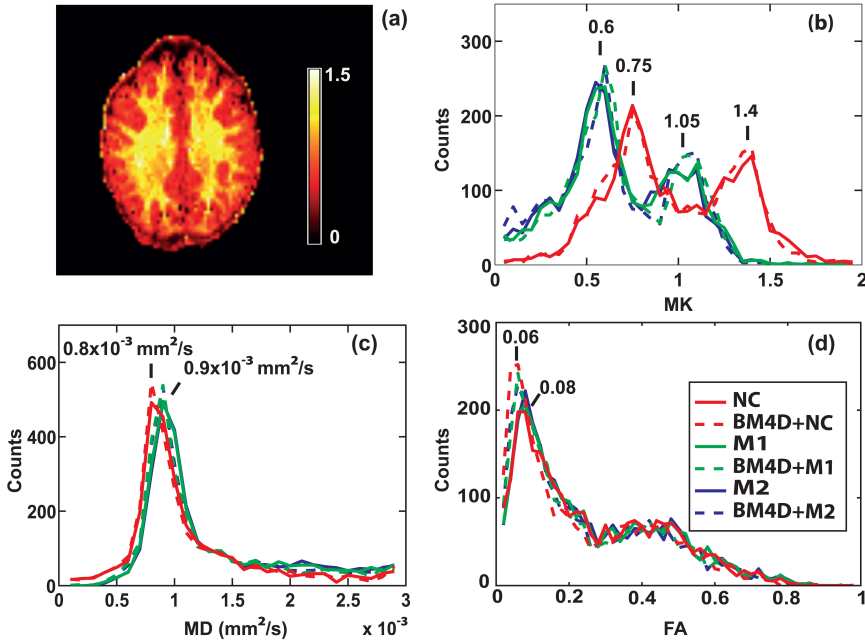 (a)
1.5
0
(b)
0.6
0.75
1.05
1.4
Counts
300
200
100
0
0
0.5
1
1.5
2
MK
(c)
0.8x10⁻³ mm²/s
0.9x10⁻³ mm²/s
Counts
600
400
200
0
0
0.5
1
1.5
2
2.5
3
MD (mm²/s)
x 10⁻³
(d)
0.06
0.08
Counts
300
200
100
0
0
0.2
0.4
0.6
0.8
1
FA
NC
BM4D+NC
M1
BM4D+M1
M2
BM4D+M2